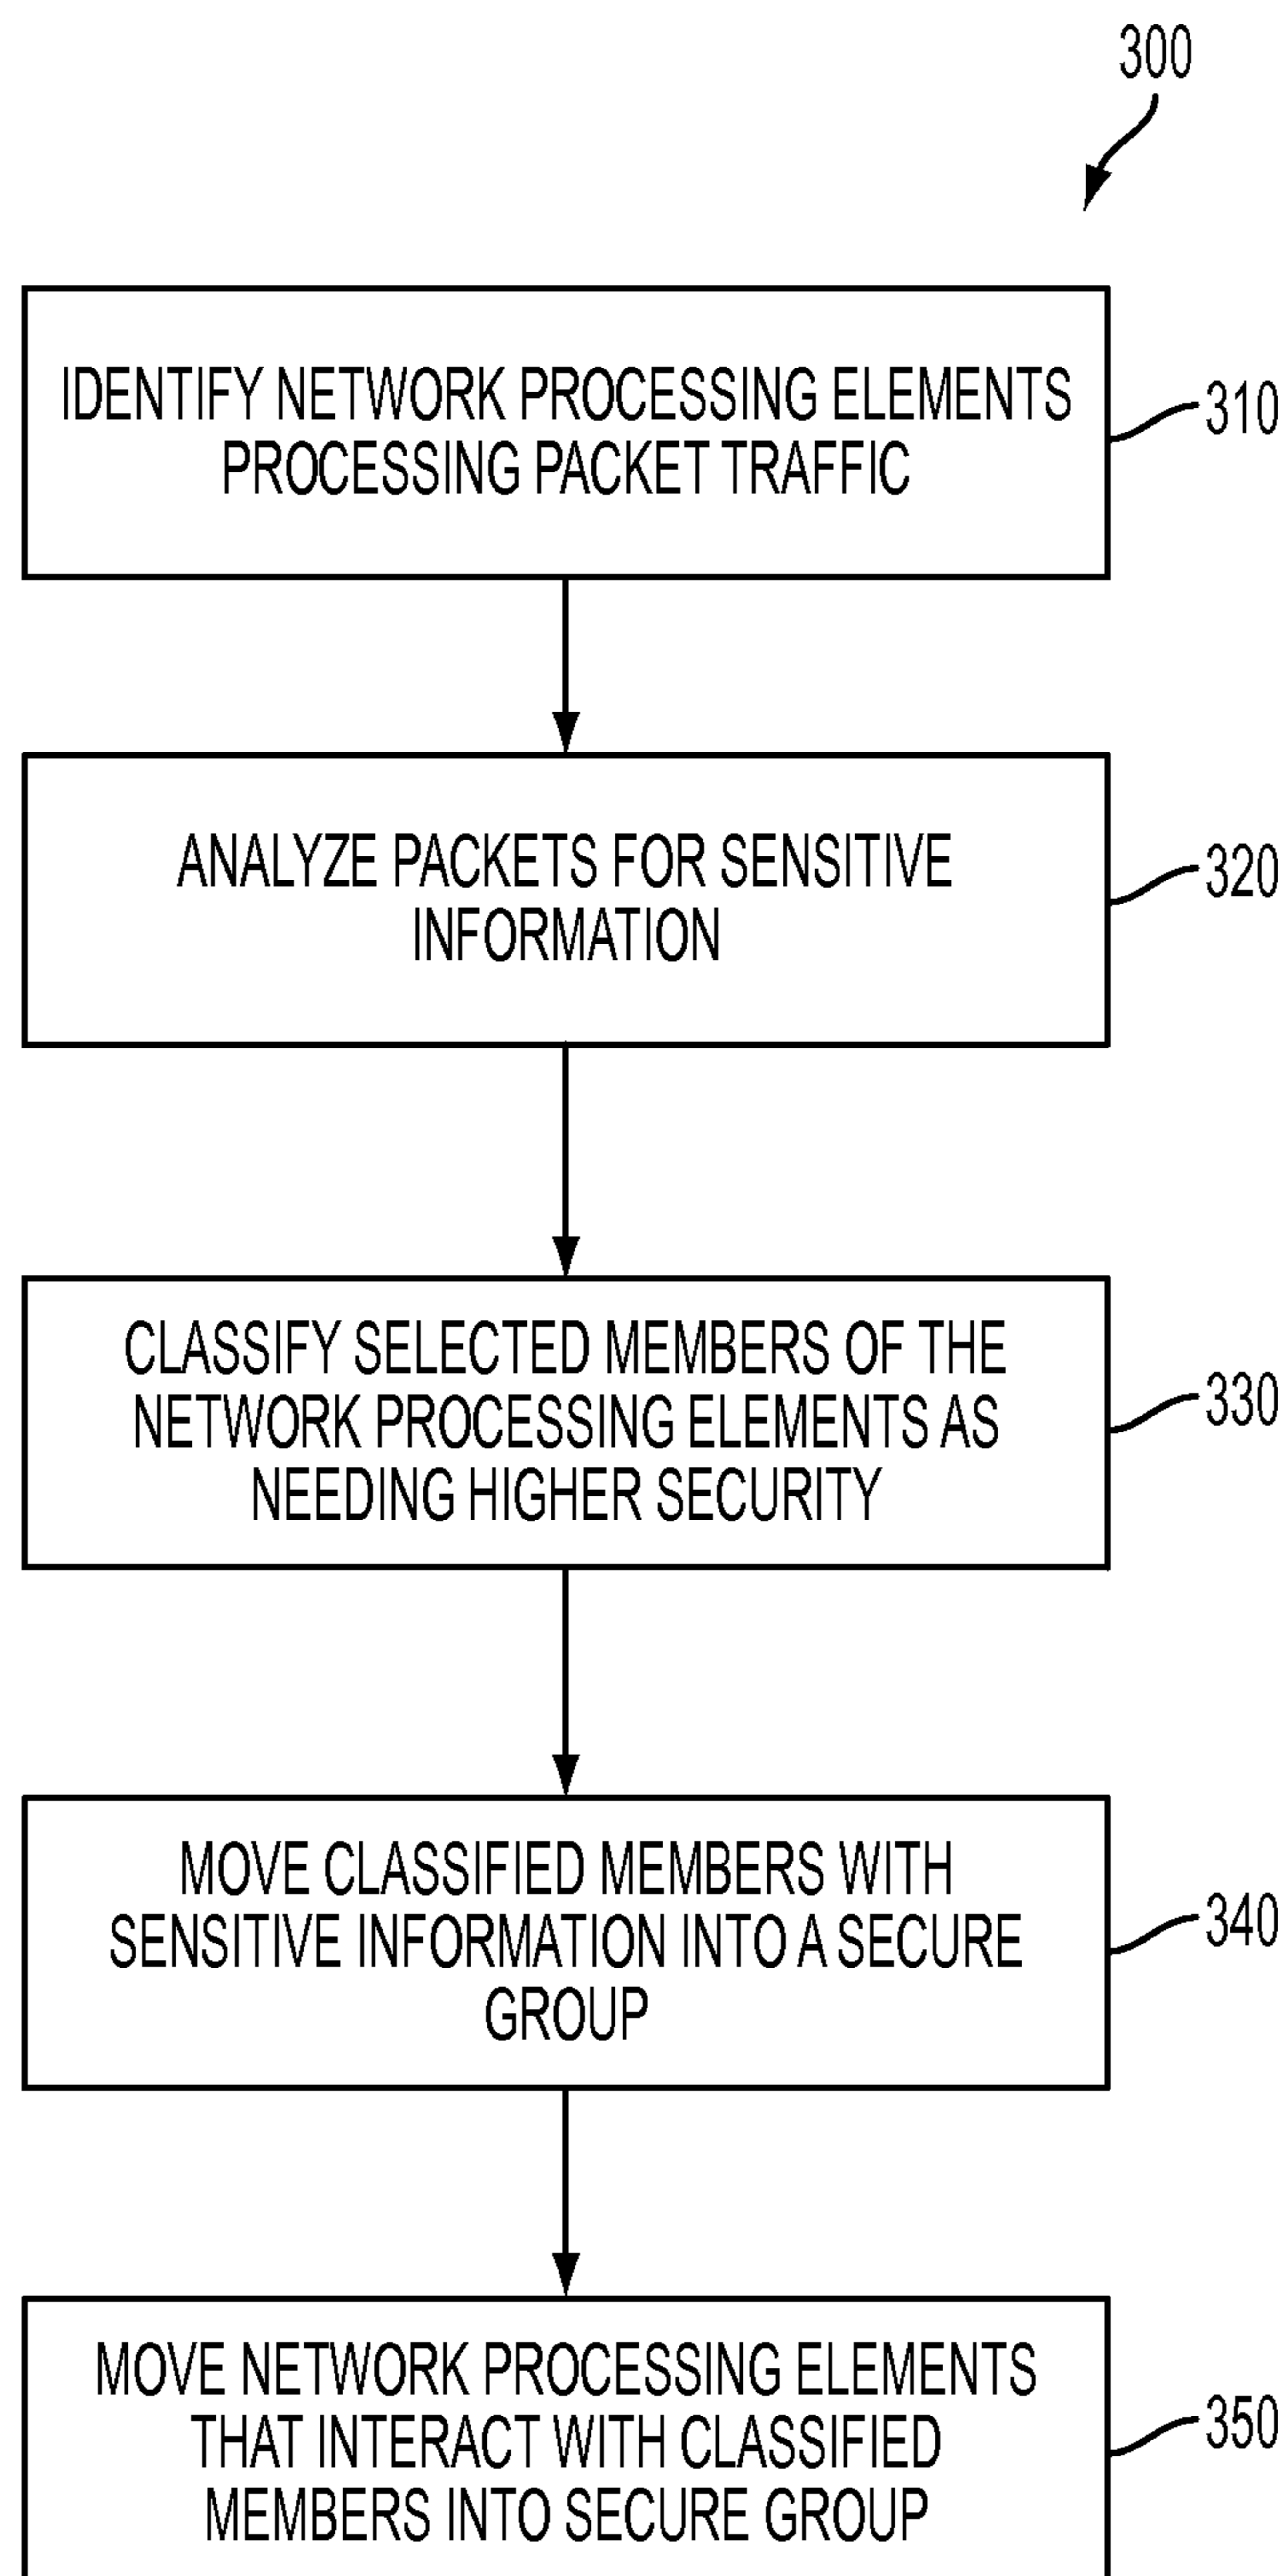 300
IDENTIFY NETWORK PROCESSING ELEMENTS
PROCESSING PACKET TRAFFIC
310
ANALYZE PACKETS FOR SENSITIVE
INFORMATION
320
CLASSIFY SELECTED MEMBERS OF THE
NETWORK PROCESSING ELEMENTS AS
NEEDING HIGHER SECURITY
330
MOVE CLASSIFIED MEMBERS WITH
SENSITIVE INFORMATION INTO A SECURE
GROUP
340
MOVE NETWORK PROCESSING ELEMENTS
THAT INTERACT WITH CLASSIFIED
MEMBERS INTO SECURE GROUP
350